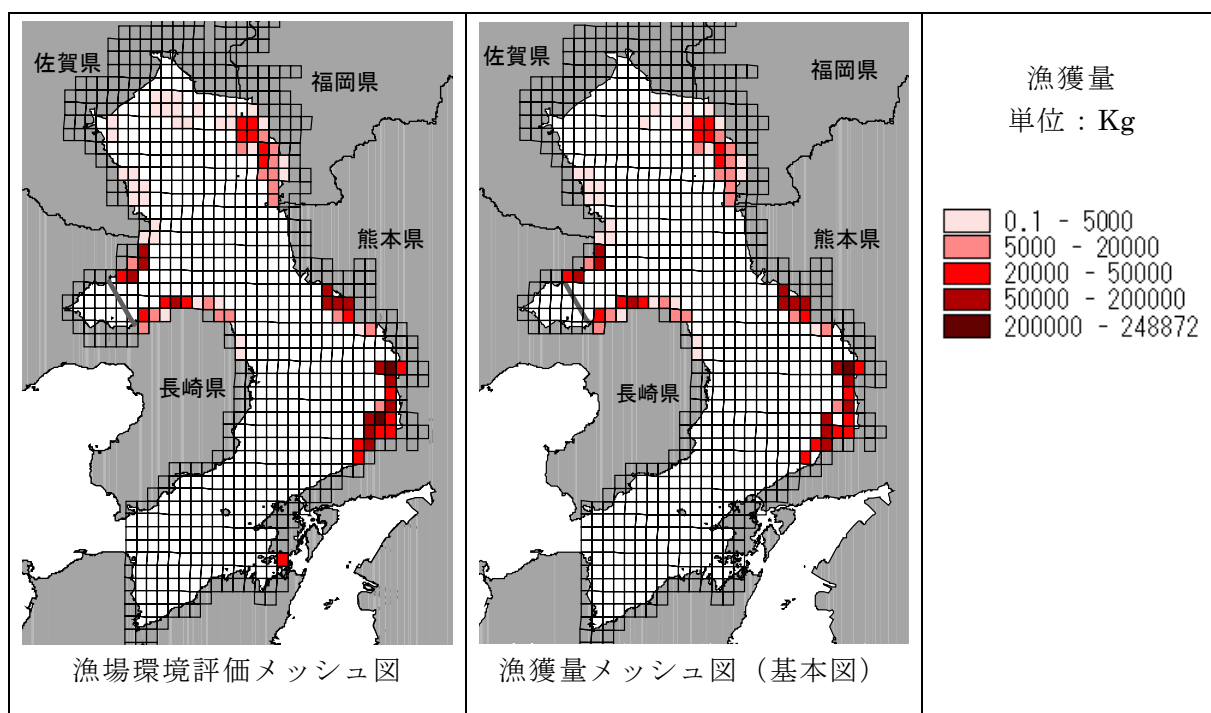 佐賀県
福岡県
熊本県
長崎県
漁場環境評価メッシュ図
佐賀県
福岡県
熊本県
長崎県
漁獲量メッシュ図（基本図）
漁獲量
単位：Kg
0.1 - 5000
5000 - 20000
20000 - 50000
50000 - 200000
200000 - 248872